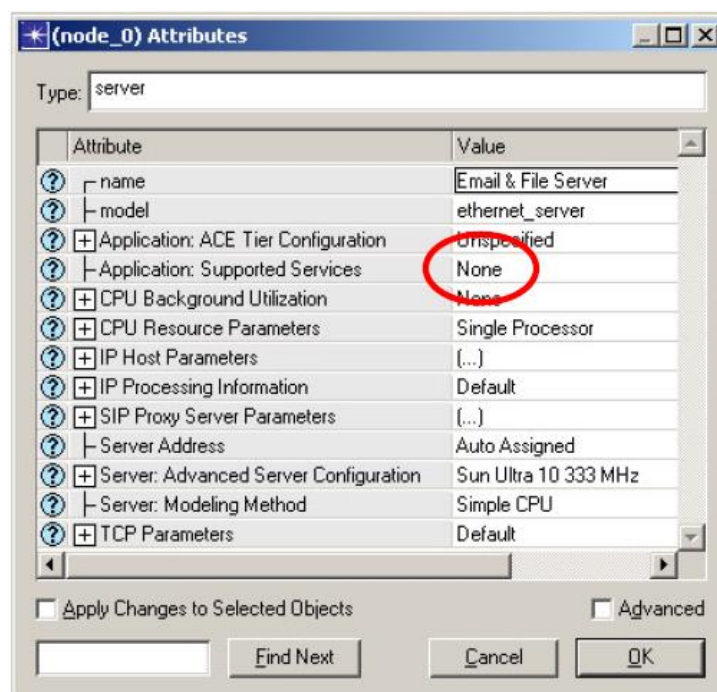 (node_0) Attributes
Type: server
Attribute Value
name Email & File Server
model ethernet_server
Application: ACE Tier Configuration Unspecified
Application: Supported Services None
CPU Background Utilization None
CPU Resource Parameters Single Processor
IP Host Parameters (...)
IP Processing Information Default
SIP Proxy Server Parameters (...)
Server Address Auto Assigned
Server: Advanced Server Configuration Sun Ultra 10 333 MHz
Server: Modeling Method Simple CPU
TCP Parameters Default
Apply Changes to Selected Objects Advanced
Find Next Cancel OK